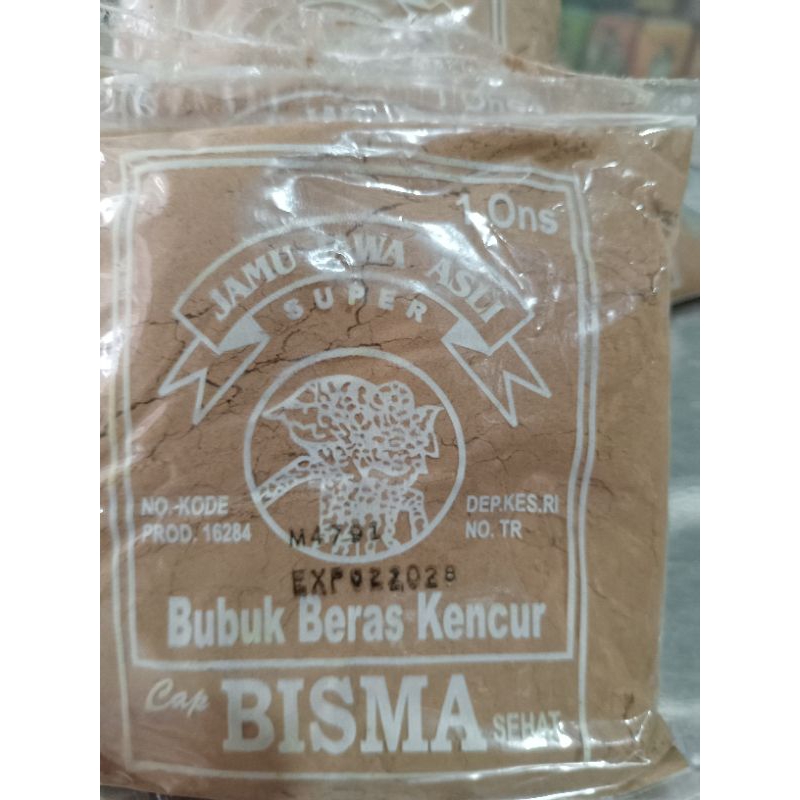 1 Ons
JAMU JAWA ASLI
SUPER
NO.-KODE
PROD. 16284
DEP.KES.RI
NO. TR
M4791
EXP022028
Bubuk Beras Kencur
Cap BISMA SEHAT